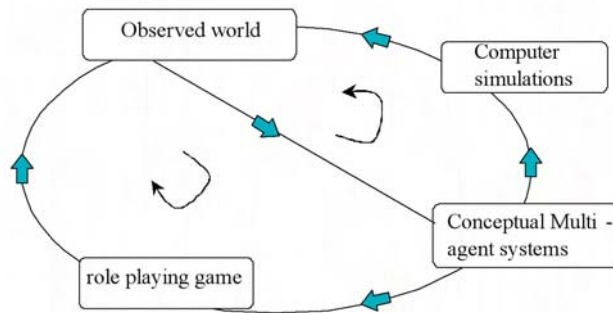 Observed world
Computer
simulations
Conceptual Multi -
agent systems
role playing game